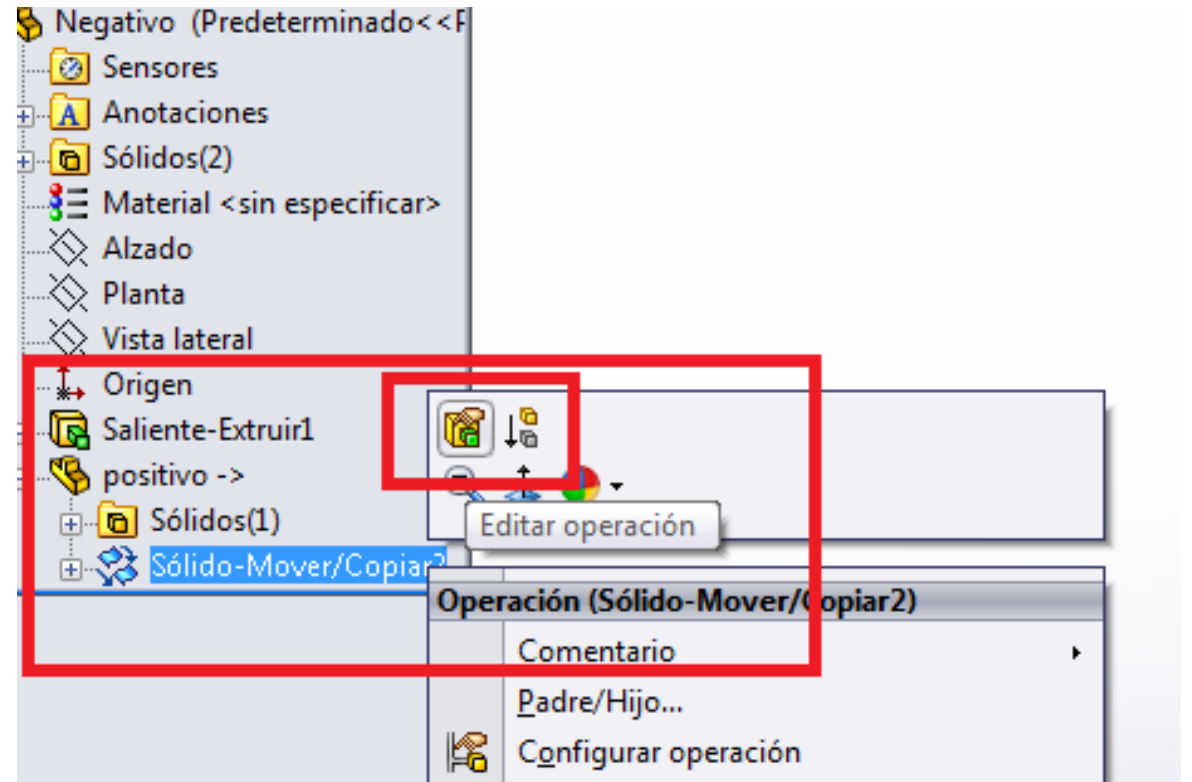 Negativo (Predeterminado<<P
Sensores
A Anotaciones
Sólidos(2)
Material <sin especificar>
Alzado
Planta
Vista lateral
Origen
Saliente-Extruir1
positivo ->
Sólidos(1)
Editar operación
Sólido-Mover/Copiar2
Operación (Sólido-Mover/Copiar2)
Comentario
Padre/Hijo...
Configurar operación